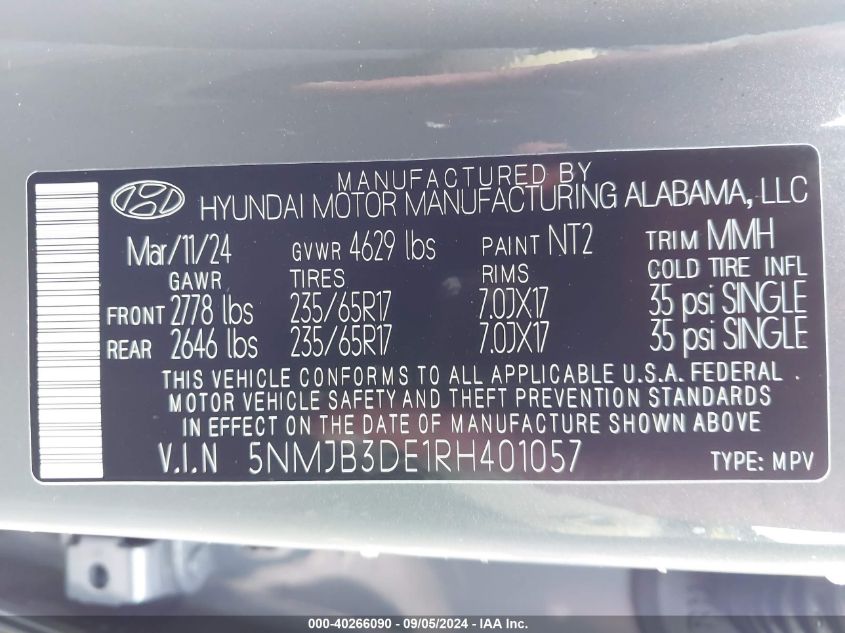 MANUFACTURED BY
HYUNDAI MOTOR MANUFACTURING ALABAMA, LLC
Mar/11/24 GVWR 4629 lbs PAINT NT2 TRIM MMH
GAWR TIRES RIMS COLD TIRE INFL
FRONT 2778 lbs 235/65R17 7.0JX17 35 psi SINGLE
REAR 2646 lbs 235/65R17 7.0JX17 35 psi SINGLE
THIS VEHICLE CONFORMS TO ALL APPLICABLE U.S.A. FEDERAL
MOTOR VEHICLE SAFETY AND THEFT PREVENTION STANDARDS
IN EFFECT ON THE DATE OF MANUFACTURE SHOWN ABOVE
V.I.N 5NMJB3DE1RH401057 TYPE: MPV
000-40266090 - 09/05/2024 - IAA Inc.